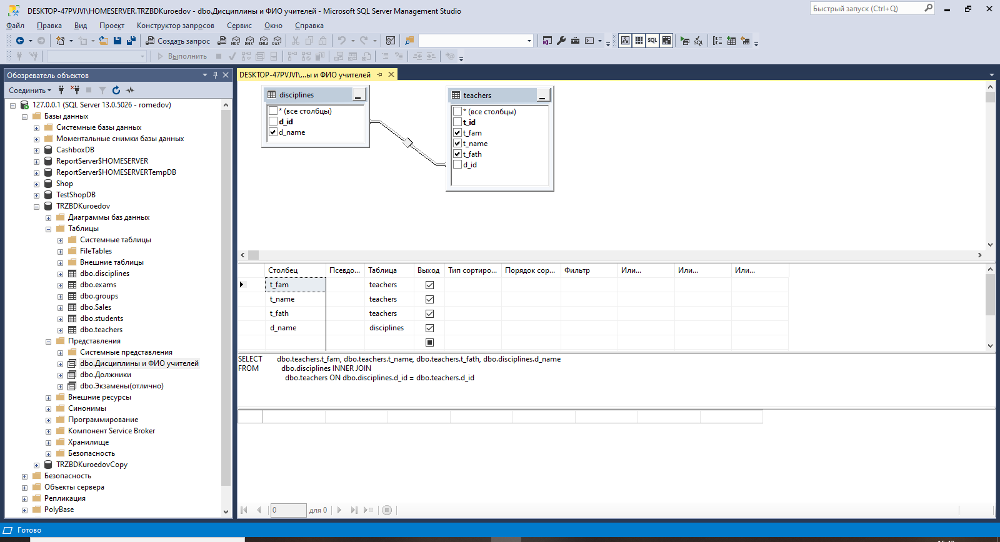 DESKTOP-47PVJVI\HOMESERVER.TRZBDKuroedov - dbo.Дисциплины и ФИО учителей - Microsoft SQL Server Management Studio
Быстрый запуск (Ctrl+Q)
Файл Правка Вид Проект Конструктор запросов Сервис Окно Справка
Создать запрос MDX DMX XMLA DAX SQL SQL
Выполнить
Обозреватель объектов
Соединить
127.0.0.1 (SQL Server 13.0.5026 - romedov)
Базы данных
Системные базы данных
Моментальные снимки базы данных
CashboxDB
ReportServer$HOMESERVER
ReportServer$HOMESERVERTempDB
Shop
TestShopDB
TRZBDKuroedov
Диаграммы баз данных
Таблицы
Системные таблицы
FileTables
Внешние таблицы
dbo.disciplines
dbo.exams
dbo.groups
dbo.Sales
dbo.students
dbo.teachers
Представления
Системные представления
dbo.Дисциплины и ФИО учителей
dbo.Должники
dbo.Экзамены(отлично)
Внешние ресурсы
Синонимы
Программирование
Компонент Service Broker
Хранилище
Безопасность
TRZBDKuroedovCopy
Безопасность
Объекты сервера
Репликация
PolyBase
DESKTOP-47PVJVI\...ы и ФИО учителей
disciplines
* (все столбцы)
d_id
d_name
teachers
* (все столбцы)
t_id
t_fam
t_name
t_fath
d_id
Столбец Псевдо... Таблица Выход Тип сортиро... Порядок сор... Фильтр Или... Или... Или...
t_fam teachers
t_name teachers
t_fath teachers
d_name disciplines
SELECT dbo.teachers.t_fam, dbo.teachers.t_name, dbo.teachers.t_fath, dbo.disciplines.d_name
FROM dbo.disciplines INNER JOIN
dbo.teachers ON dbo.disciplines.d_id = dbo.teachers.d_id
0 для 0
Готово